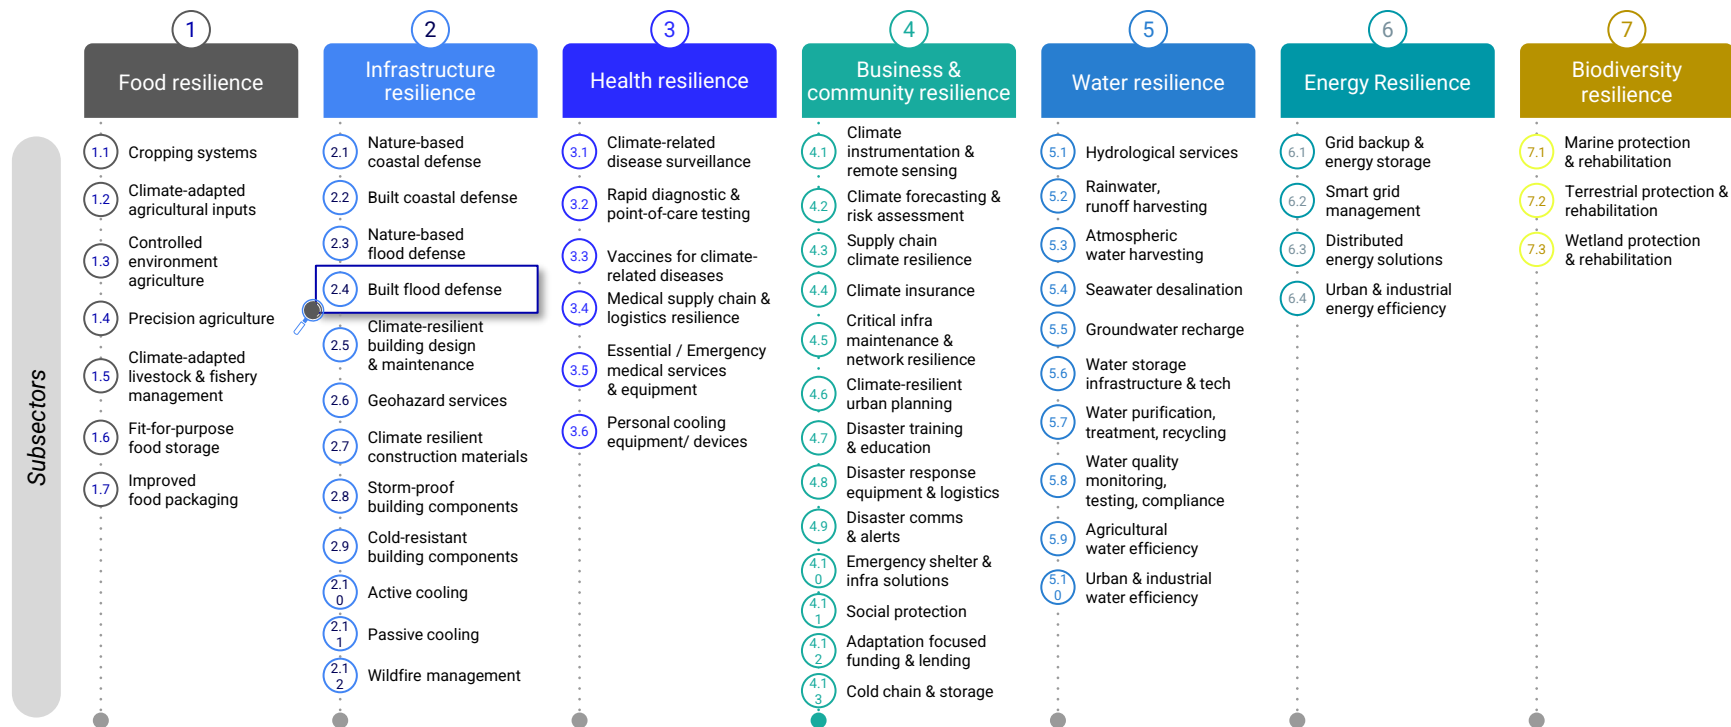 1
Food resilience
2
Infrastructure
resilience
3
Health resilience
4
Business &
community resilience
5
Water resilience
6
Energy Resilience
7
Biodiversity
resilience
Subsectors
1.1
Cropping systems
1.2
Climate-adapted
agricultural inputs
1.3
Controlled
environment
agriculture
1.4
Precision agriculture
1.5
Climate-adapted
livestock & fishery
management
1.6
Fit-for-purpose
food storage
1.7
Improved
food packaging
2.1
Nature-based
coastal defense
2.2
Built coastal defense
2.3
Nature-based
flood defense
2.4
Built flood defense
2.5
Climate-resilient
building design
& maintenance
2.6
Geohazard services
2.7
Climate resilient
construction materials
2.8
Storm-proof
building components
2.9
Cold-resistant
building components
2.1
0
Active cooling
2.1
1
Passive cooling
2.1
2
Wildfire management
3.1
Climate-related
disease surveillance
3.2
Rapid diagnostic &
point-of-care testing
3.3
Vaccines for climate-
related diseases
3.4
Medical supply chain &
logistics resilience
3.5
Essential / Emergency
medical services
& equipment
3.6
Personal cooling
equipment/ devices
4.1
Climate
instrumentation &
remote sensing
4.2
Climate forecasting &
risk assessment
4.3
Supply chain
climate resilience
4.4
Climate insurance
4.5
Critical infra
maintenance &
network resilience
4.6
Climate-resilient
urban planning
4.7
Disaster training
& education
4.8
Disaster response
equipment & logistics
4.9
Disaster comms
& alerts
4.1
0
Emergency shelter &
infra solutions
4.1
1
Social protection
4.1
2
Adaptation focused
funding & lending
4.1
3
Cold chain & storage
5.1
Hydrological services
5.2
Rainwater,
runoff harvesting
5.3
Atmospheric
water harvesting
5.4
Seawater desalination
5.5
Groundwater recharge
5.6
Water storage
infrastructure & tech
5.7
Water purification,
treatment, recycling
5.8
Water quality
monitoring,
testing, compliance
5.9
Agricultural
water efficiency
5.1
0
Urban & industrial
water efficiency
6.1
Grid backup &
energy storage
6.2
Smart grid
management
6.3
Distributed
energy solutions
6.4
Urban & industrial
energy efficiency
7.1
Marine protection
& rehabilitation
7.2
Terrestrial protection &
rehabilitation
7.3
Wetland protection
& rehabilitation